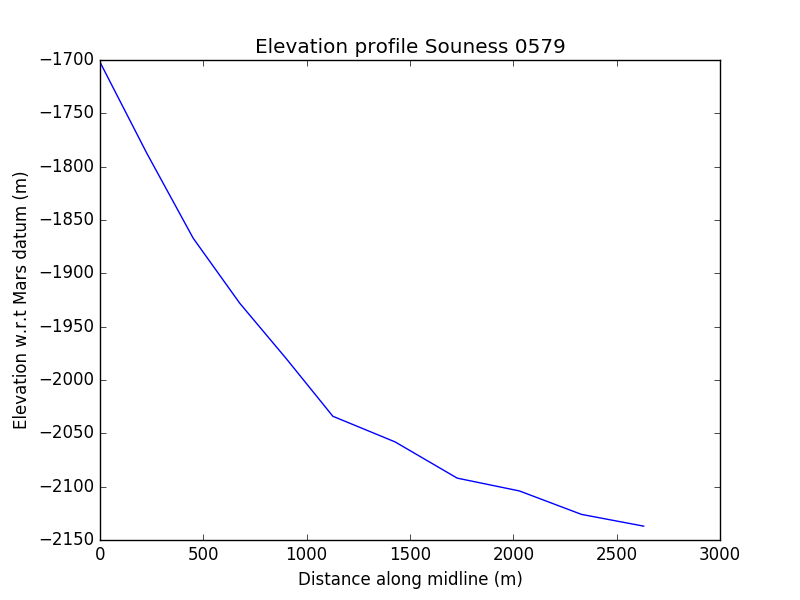 Elevation profile Souness 0579
−1700
−1750
−1800
−1850
−1900
−1950
−2000
−2050
−2100
−2150
Elevation w.r.t Mars datum (m)
0 500 1000 1500 2000 2500 3000
Distance along midline (m)